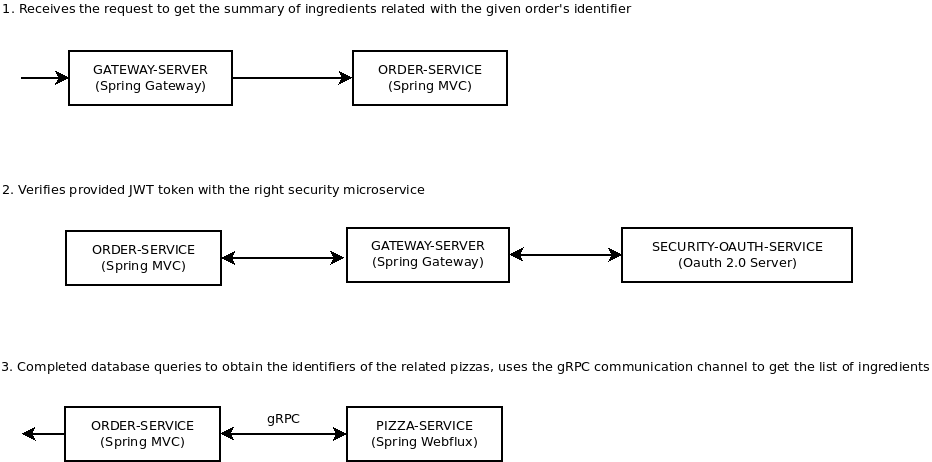 1. Receives the request to get the summary of ingredients related with the given order's identifier
GATEWAY-SERVER
(Spring Gateway)
ORDER-SERVICE
(Spring MVC)
2. Verifies provided JWT token with the right security microservice
ORDER-SERVICE
(Spring MVC)
GATEWAY-SERVER
(Spring Gateway)
SECURITY-OAUTH-SERVICE
(Oauth 2.0 Server)
3. Completed database queries to obtain the identifiers of the related pizzas, uses the gRPC communication channel to get the list of ingredients
ORDER-SERVICE
(Spring MVC)
gRPC
PIZZA-SERVICE
(Spring Webflux)